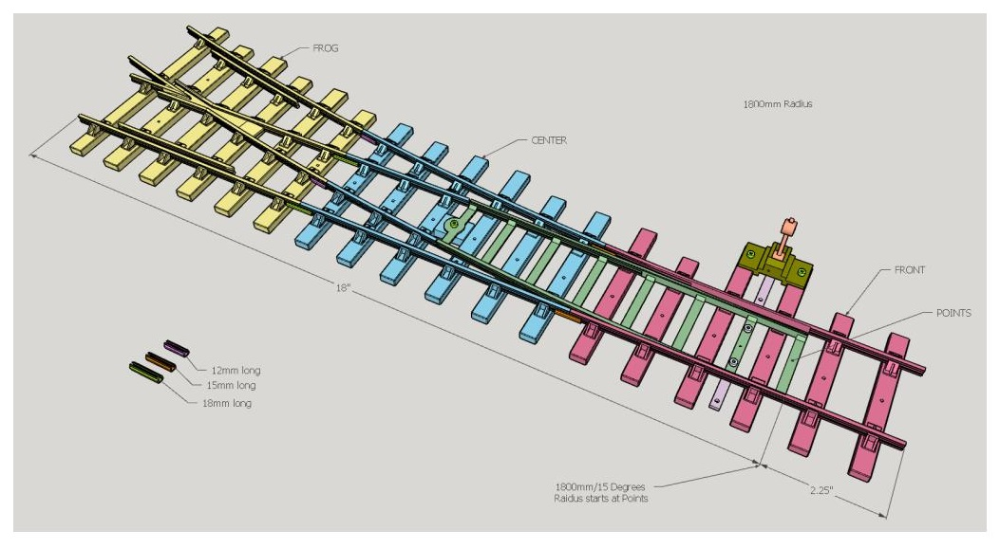 FROG
1800mm Radius
CENTER
FRONT
18"
POINTS
12mm long
15mm long
18mm long
1800mm/15 Degrees
Raidus starts at Points
2.25"